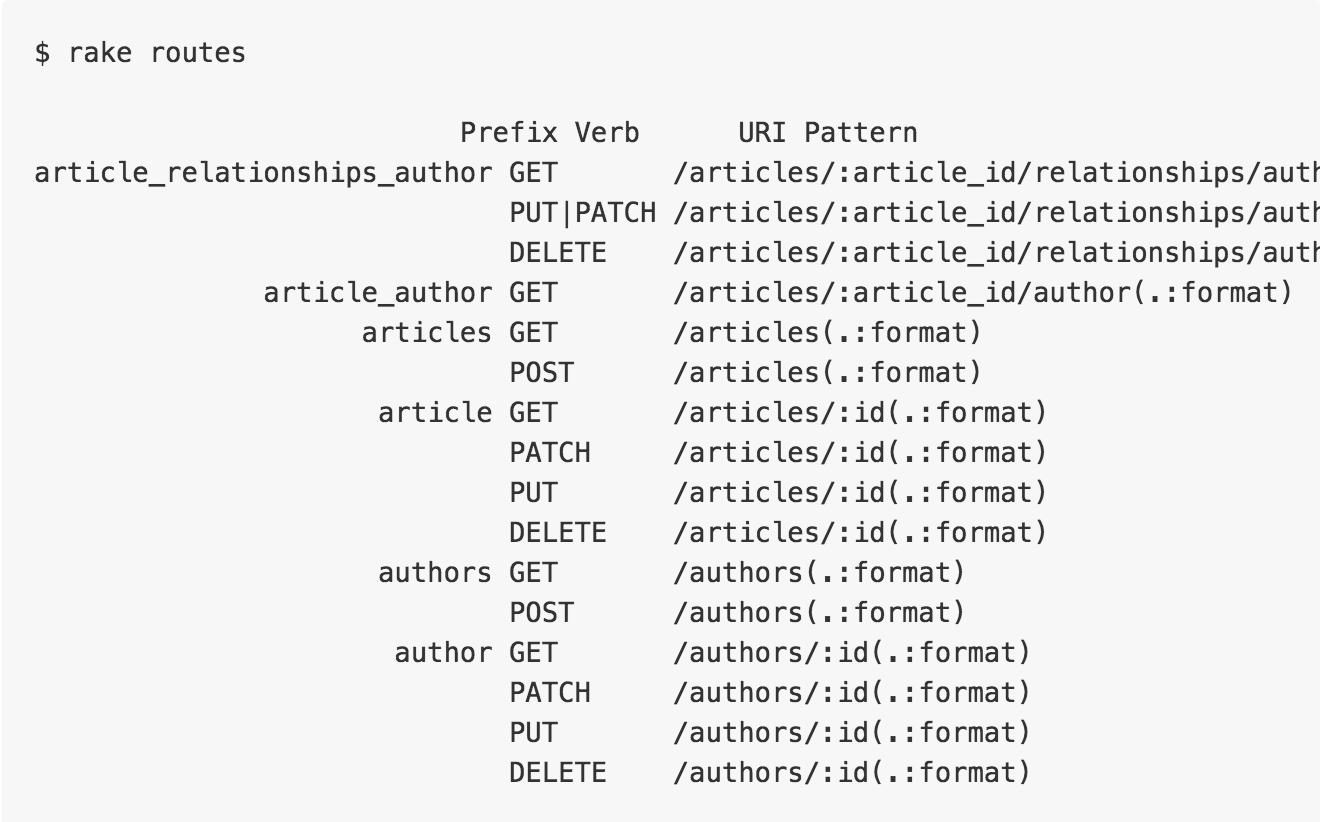 $ rake routes
Prefix Verb URI Pattern
article_relationships_author GET /articles/:article_id/relationships/auth
PUT|PATCH /articles/:article_id/relationships/auth
DELETE /articles/:article_id/relationships/auth
article_author GET /articles/:article_id/author(.:format)
articles GET /articles(.:format)
POST /articles(.:format)
article GET /articles/:id(.:format)
PATCH /articles/:id(.:format)
PUT /articles/:id(.:format)
DELETE /articles/:id(.:format)
authors GET /authors(.:format)
POST /authors(.:format)
author GET /authors/:id(.:format)
PATCH /authors/:id(.:format)
PUT /authors/:id(.:format)
DELETE /authors/:id(.:format)